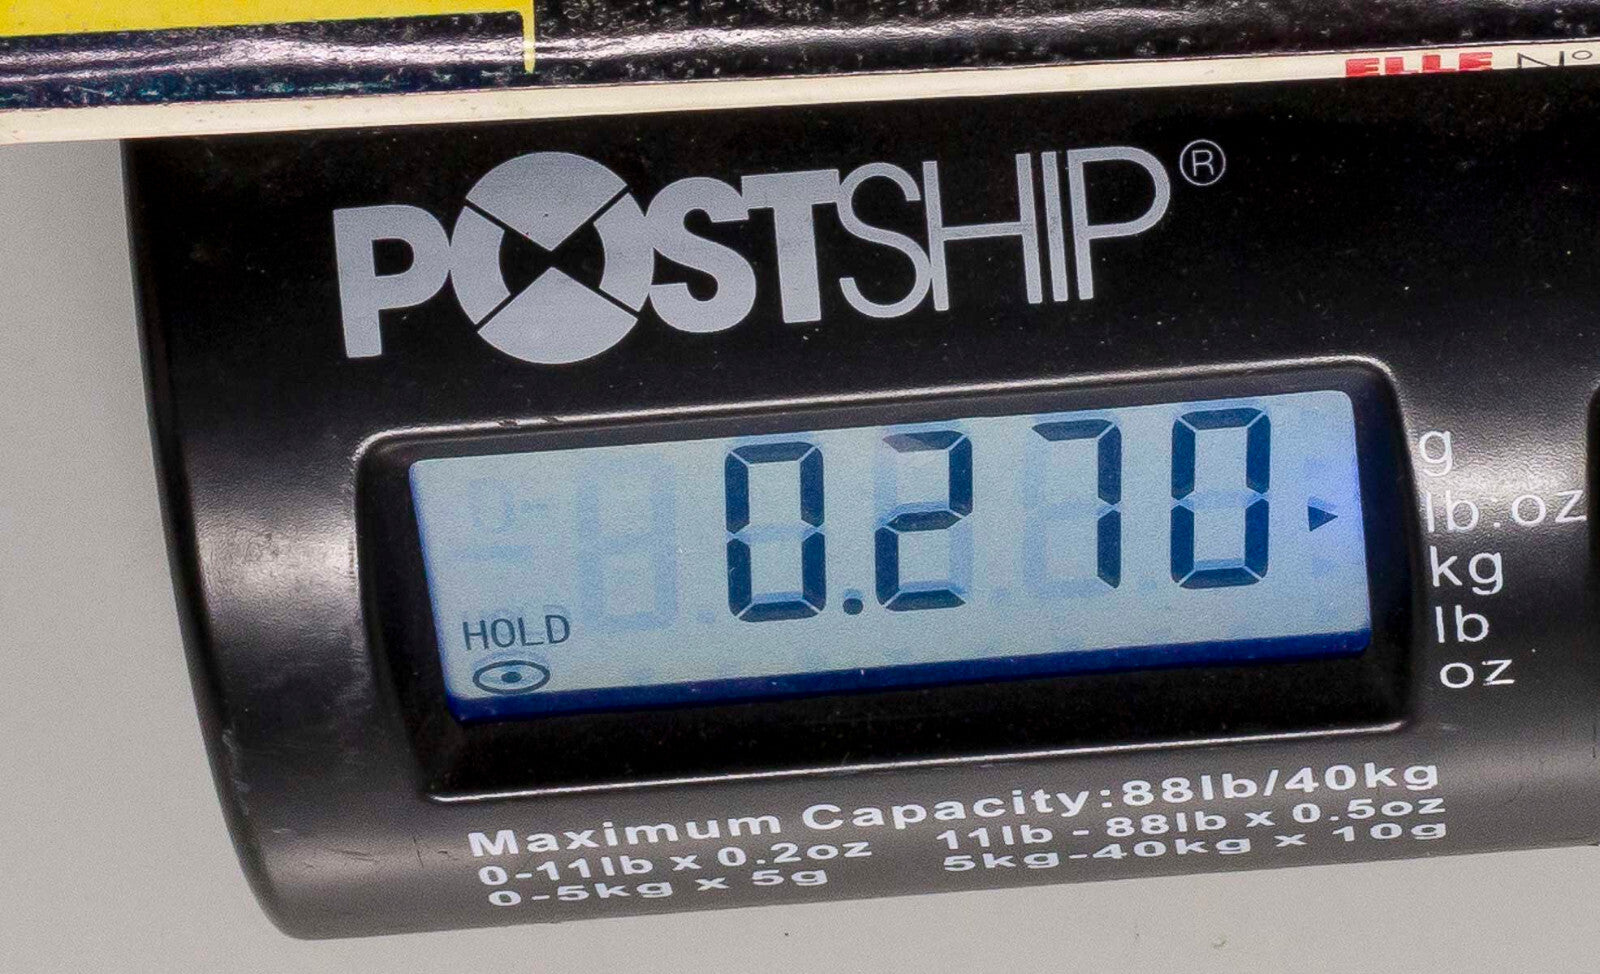 ELLE N°
POSTSHIP®
0.270
HOLD
g
lb:oz
kg
lb
oz
Maximum Capacity:88lb/40kg
0-11lb x 0.2oz 11lb - 88lb x 0.5oz
0-5kg x 5g 5kg-40kg x 10g